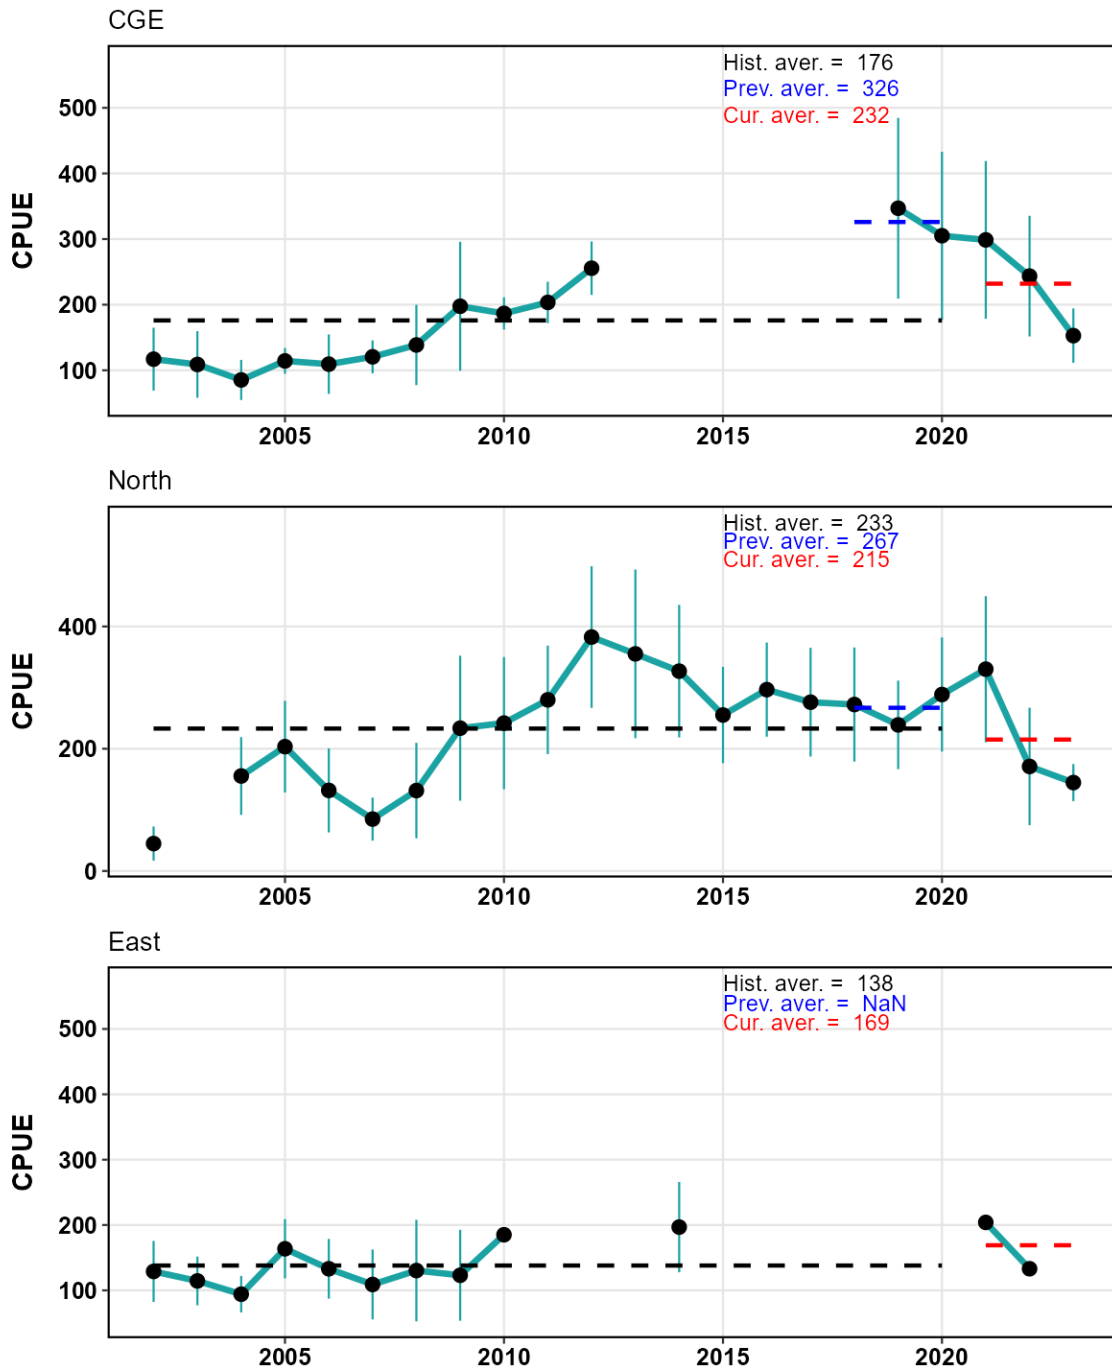 CGE
Hist. aver. = 176
Prev. aver. = 326
Cur. aver. = 232
CPUE
500
400
300
200
100
2005 2010 2015 2020
North
Hist. aver. = 233
Prev. aver. = 267
Cur. aver. = 215
CPUE
400
200
0
2005 2010 2015 2020
East
Hist. aver. = 138
Prev. aver. = NaN
Cur. aver. = 169
CPUE
500
400
300
200
100
2005 2010 2015 2020